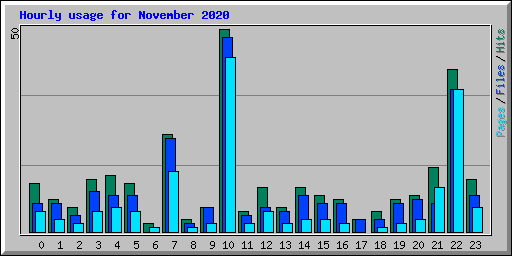 Hourly usage for November 2020
50
Pages/Files/Hits
0 1 2 3 4 5 6 7 8 9 10 11 12 13 14 15 16 17 18 19 20 21 22 23